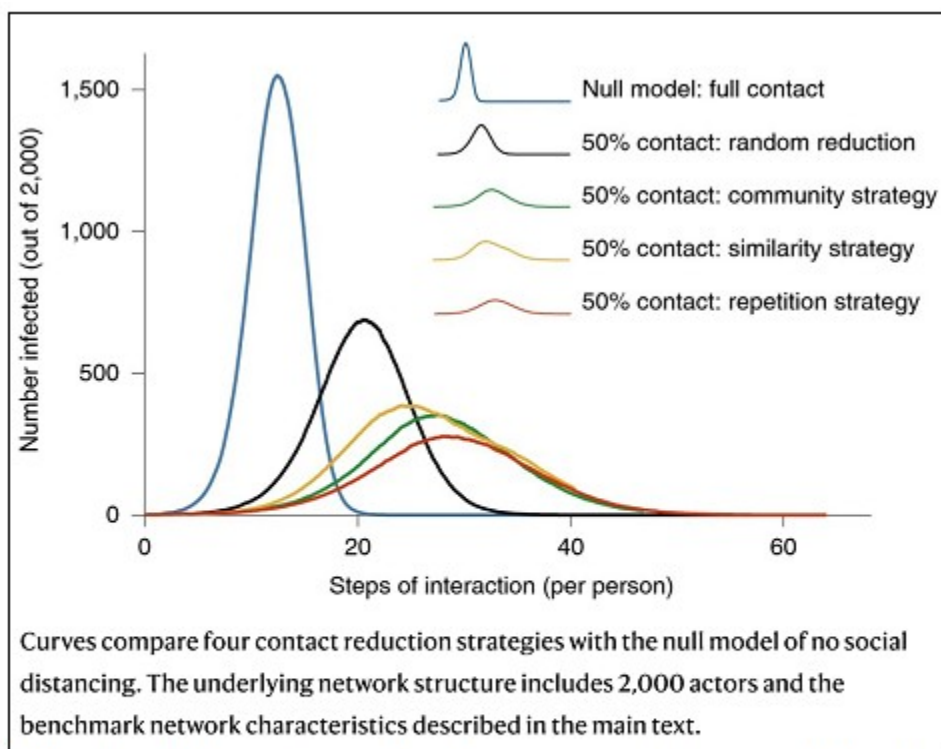 1,500
1,000
500
0
Number infected (out of 2,000)
Null model: full contact
50% contact: random reduction
50% contact: community strategy
50% contact: similarity strategy
50% contact: repetition strategy
0
20
40
60
Steps of interaction (per person)
Curves compare four contact reduction strategies with the null model of no social
distancing. The underlying network structure includes 2,000 actors and the
benchmark network characteristics described in the main text.